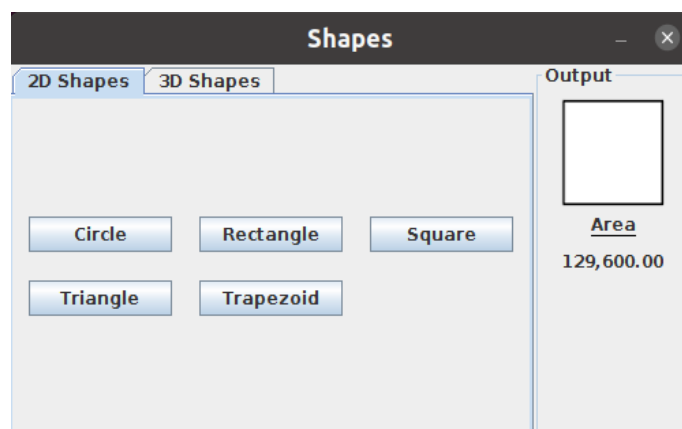 Shapes
2D Shapes 3D Shapes
Output
Circle Rectangle Square
Triangle Trapezoid
Area
129,600.00